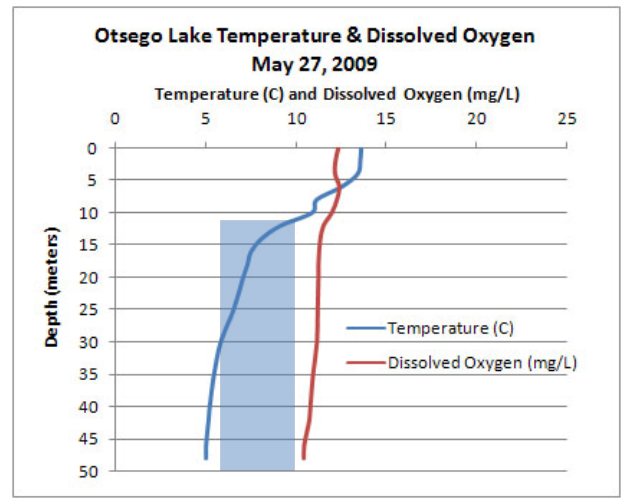 Otsego Lake Temperature & Dissolved Oxygen
May 27, 2009
Temperature (C) and Dissolved Oxygen (mg/L)
0 5 10 15 20 25
Depth (meters)
0
5
10
15
20
25
30
35
40
45
50
Temperature (C)
Dissolved Oxygen (mg/L)